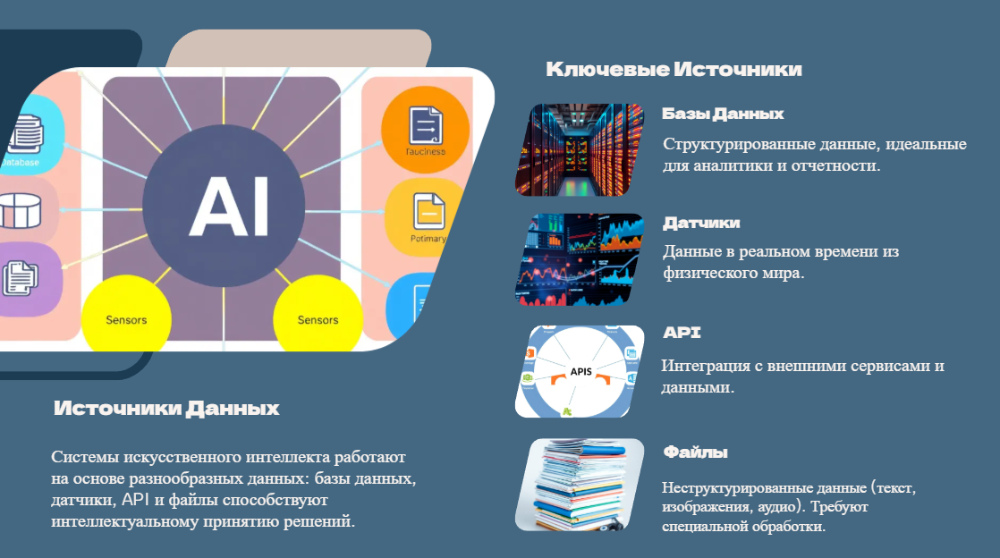 Database
AI
Tauciness
Potimary
Sensors
Sensors
Источники Данных
Системы искусственного интеллекта работают
на основе разнообразных данных: базы данных,
датчики, API и файлы способствуют
интеллектуальному принятию решений.
Ключевые Источники
Базы Данных
Структурированные данные, идеальные
для аналитики и отчетности.
Датчики
Данные в реальном времени из
физического мира.
APIS
API
Интеграция с внешними сервисами и
данными.
Файлы
Неструктурированные данные (текст,
изображения, аудио). Требуют
специальной обработки.